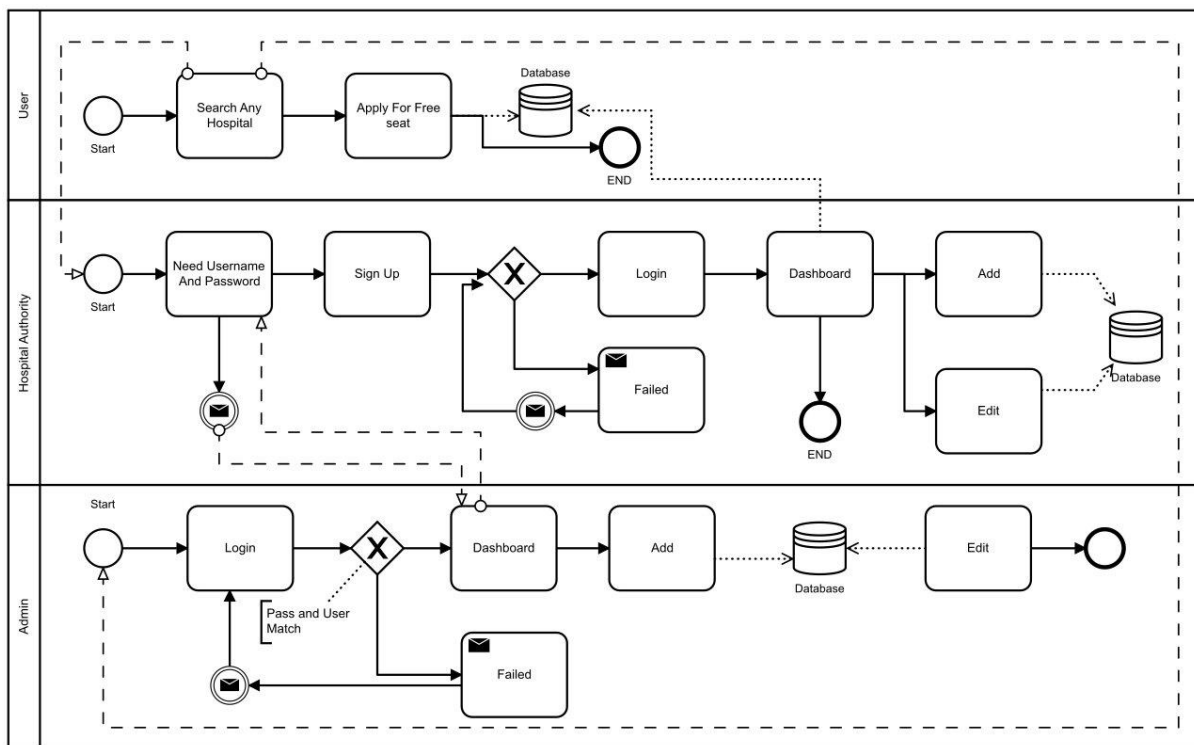 User
Database
Search Any
Hospital
Apply For Free
seat
Start
END
Hospital Authority
Need Username
And Password
Sign Up
X
Login
Dashboard
Add
Start
Database
Failed
Edit
END
Admin
Start
Login
X
Dashboard
Add
Edit
Database
Pass and User
Match
Failed